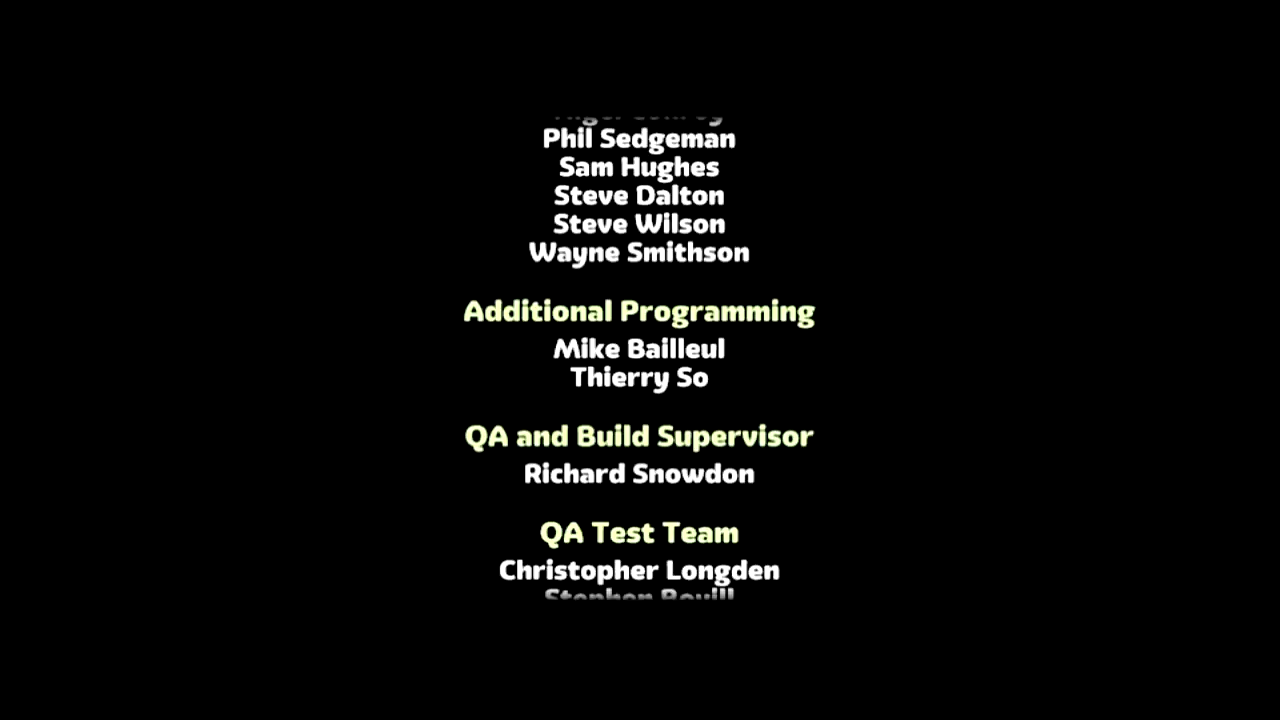 Phil Sedgeman
Sam Hughes
Steve Dalton
Steve Wilson
Wayne Smithson
Additional Programming
Mike Bailleul
Thierry So
QA and Build Supervisor
Richard Snowdon
QA Test Team
Christopher Longden
Stephen